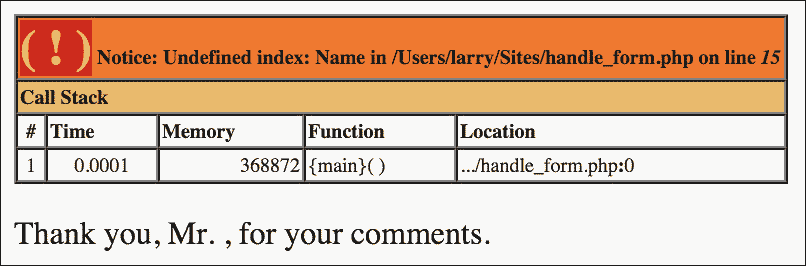 ( ! ) Notice: Undefined index: Name in /Users/larry/Sites/handle_form.php on line 15
Call Stack
# Time Memory Function Location
1 0.0001 368872 {main}( ) .../handle_form.php:0
Thank you, Mr. , for your comments.